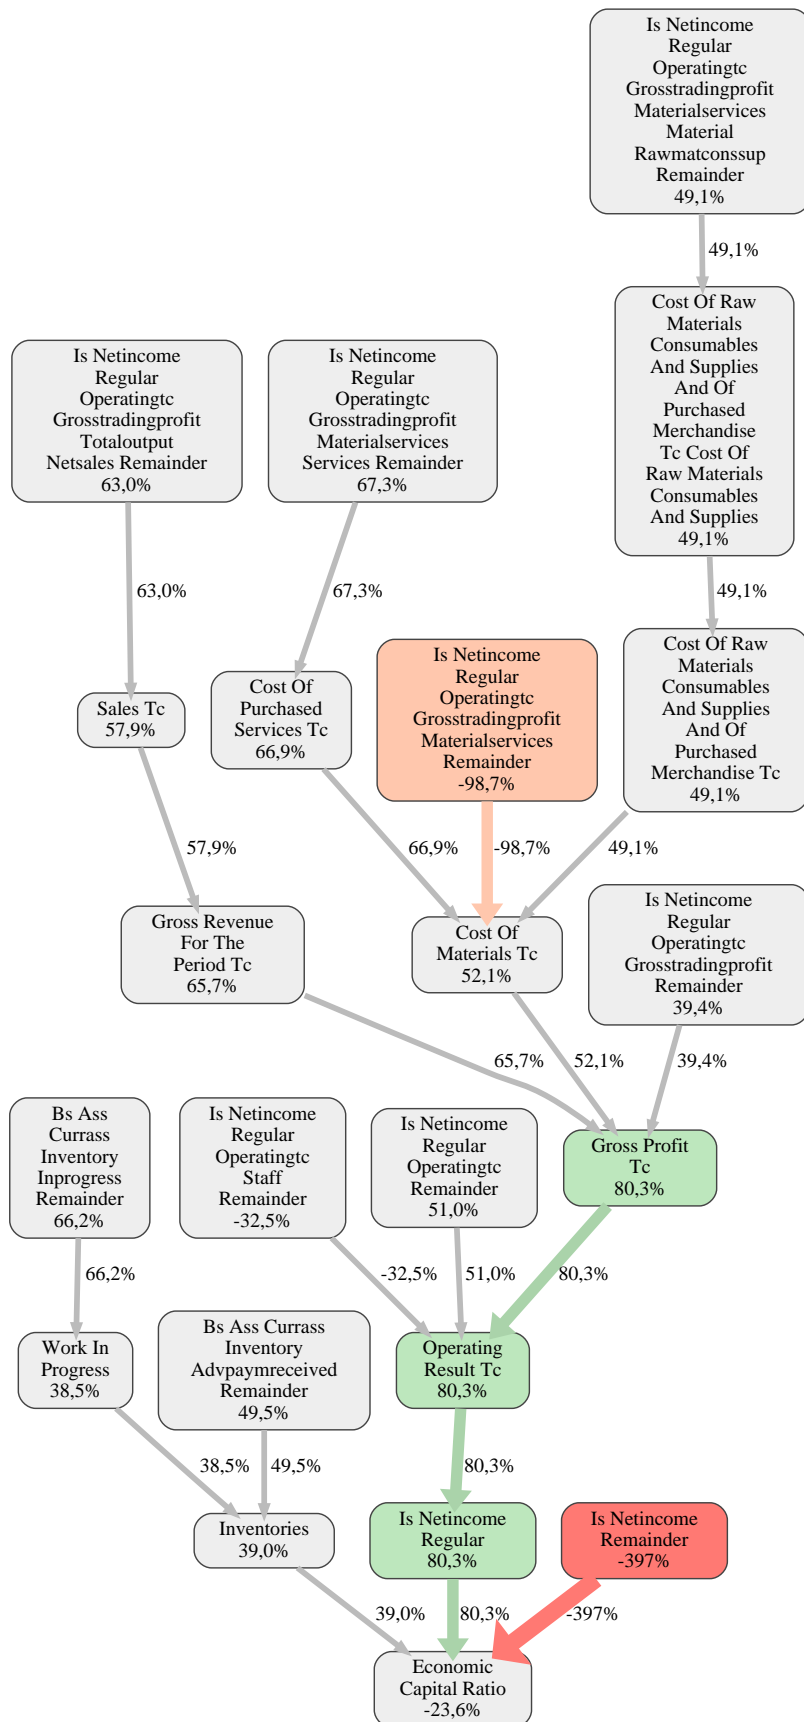 Is Netincome
Regular
Operatingtc
Grosstradingprofit
Materialservices
Material
Rawmatconssup
Remainder
49,1%
49,1%
Cost Of Raw
Materials
Consumables
And Supplies
And Of
Purchased
Merchandise
Tc Cost Of
Raw Materials
Consumables
And Supplies
49,1%
Is Netincome
Regular
Operatingtc
Grosstradingprofit
Totaloutput
Netsales Remainder
63,0%
Is Netincome
Regular
Operatingtc
Grosstradingprofit
Materialservices
Services Remainder
67,3%
63,0%
67,3%
49,1%
Sales Tc
57,9%
Cost Of
Purchased
Services Tc
66,9%
Is Netincome
Regular
Operatingtc
Grosstradingprofit
Materialservices
Remainder
-98,7%
Cost Of Raw
Materials
Consumables
And Supplies
And Of
Purchased
Merchandise Tc
49,1%
57,9%
66,9%
-98,7%
49,1%
Gross Revenue
For The
Period Tc
65,7%
Cost Of
Materials Tc
52,1%
Is Netincome
Regular
Operatingtc
Grosstradingprofit
Remainder
39,4%
65,7%
52,1%
39,4%
Bs Ass
Currass
Inventory
Inprogress
Remainder
66,2%
Is Netincome
Regular
Operatingtc
Staff
Remainder
-32,5%
Is Netincome
Regular
Operatingtc
Remainder
51,0%
Gross Profit
Tc
80,3%
66,2%
-32,5%
51,0%
80,3%
Work In
Progress
38,5%
Bs Ass Currass
Inventory
Advpaymreceived
Remainder
49,5%
Operating
Result Tc
80,3%
38,5%
49,5%
80,3%
Inventories
39,0%
Is Netincome
Regular
80,3%
Is Netincome
Remainder
-397%
39,0%
80,3%
-397%
Economic
Capital Ratio
-23,6%